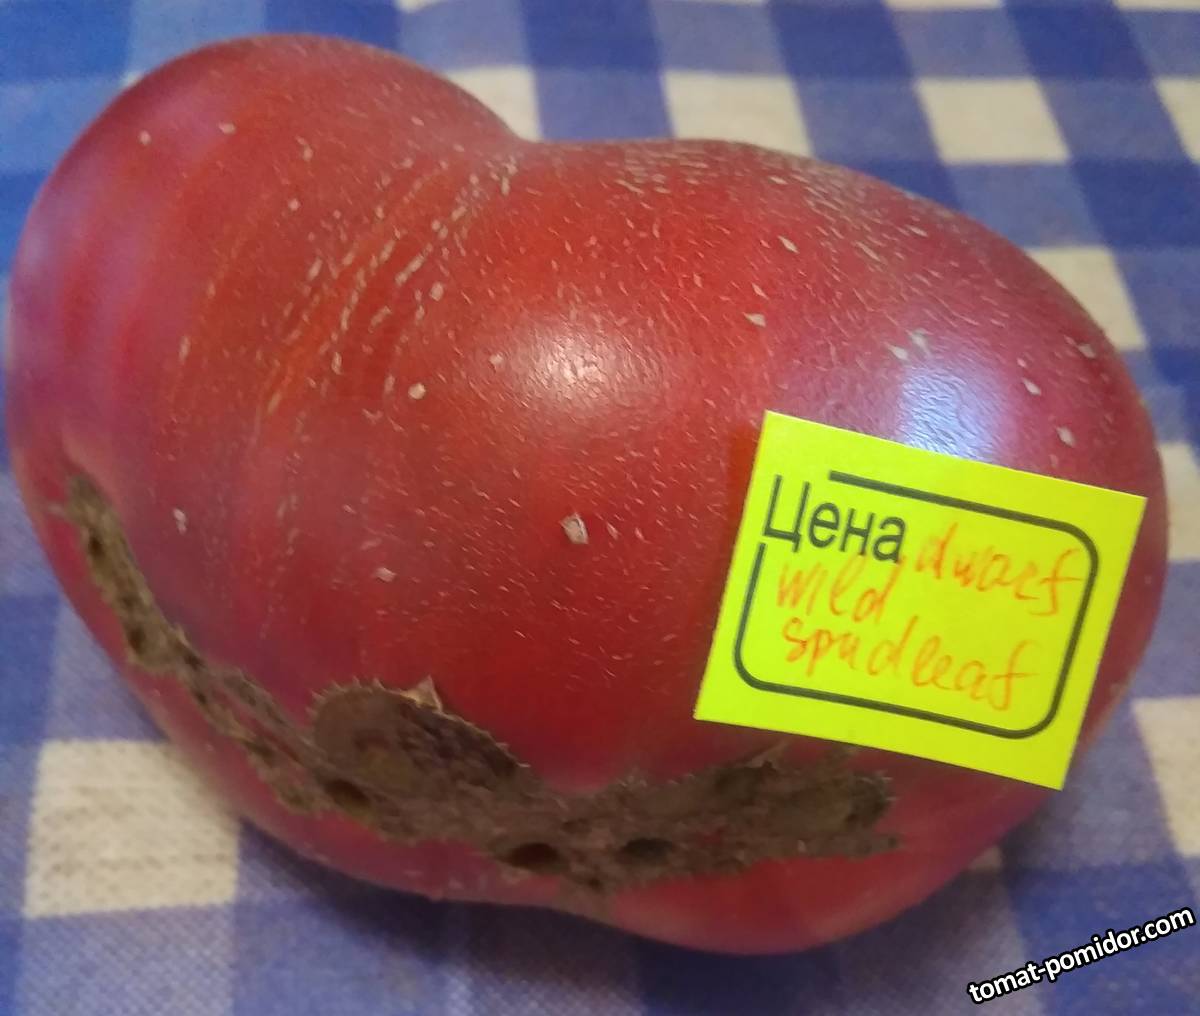 Цена dwarf
wild
spudleaf
tomat-pomidor.com